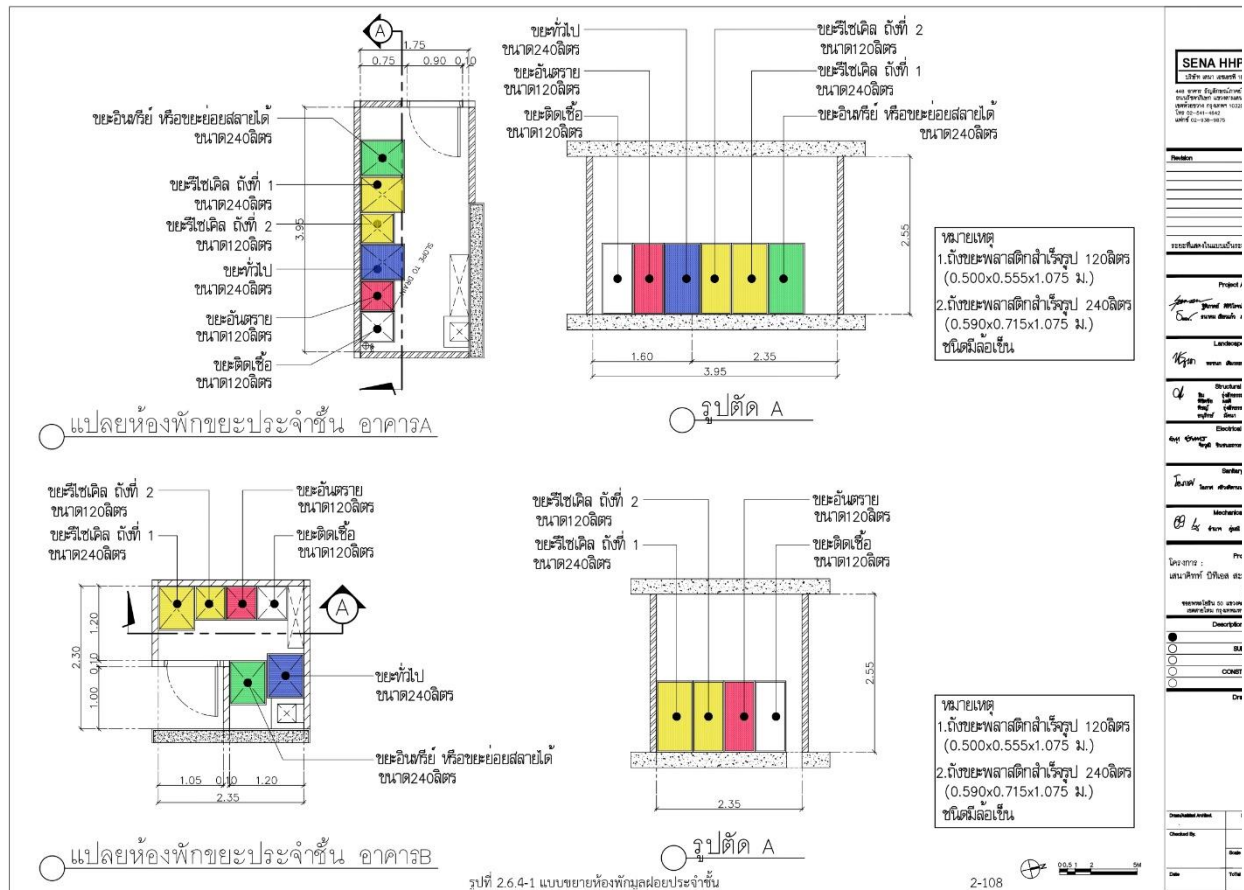 A
1.75
0.75
0.90
0.10
3.95
ขยะอินทรีย์ หรือขยะย่อยสลายได้
ขนาด240ลิตร
ขยะรีไซเคิล ถังที่ 1
ขนาด240ลิตร
ขยะรีไซเคิล ถังที่ 2
ขนาด120ลิตร
ขยะทั่วไป
ขนาด240ลิตร
ขยะอันตราย
ขนาด120ลิตร
ขยะติดเชื้อ
ขนาด120ลิตร
SLOPE TO DRAIN
แปลยห้องพักขยะประจำชั้น อาคารA
ขยะทั่วไป
ขนาด240ลิตร
ขยะอันตราย
ขนาด120ลิตร
ขยะติดเชื้อ
ขนาด120ลิตร
ขยะรีไซเคิล ถังที่ 2
ขนาด120ลิตร
ขยะรีไซเคิล ถังที่ 1
ขนาด240ลิตร
ขยะอินทรีย์ หรือขยะย่อยสลายได้
ขนาด240ลิตร
2.55
1.60
2.35
3.95
รูปตัด A
หมายเหตุ
1.ถังขยะพลาสติกสำเร็จรูป 120ลิตร
(0.500x0.555x1.075 ม.)
2.ถังขยะพลาสติกสำเร็จรูป 240ลิตร
(0.590x0.715x1.075 ม.)
ชนิดมีล้อเข็น
ขยะรีไซเคิล ถังที่ 2
ขนาด120ลิตร
ขยะรีไซเคิล ถังที่ 1
ขนาด240ลิตร
ขยะอันตราย
ขนาด120ลิตร
ขยะติดเชื้อ
ขนาด120ลิตร
A
1.20
0.10
1.00
2.30
ขยะทั่วไป
ขนาด240ลิตร
ขยะอินทรีย์ หรือขยะย่อยสลายได้
ขนาด240ลิตร
1.05
0.10
1.20
2.35
แปลยห้องพักขยะประจำชั้น อาคารB
ขยะรีไซเคิล ถังที่ 2
ขนาด120ลิตร
ขยะรีไซเคิล ถังที่ 1
ขนาด240ลิตร
ขยะอันตราย
ขนาด120ลิตร
ขยะติดเชื้อ
ขนาด120ลิตร
2.55
2.35
รูปตัด A
หมายเหตุ
1.ถังขยะพลาสติกสำเร็จรูป 120ลิตร
(0.500x0.555x1.075 ม.)
2.ถังขยะพลาสติกสำเร็จรูป 240ลิตร
(0.590x0.715x1.075 ม.)
ชนิดมีล้อเข็น
รูปที่ 2.6.4-1 แบบขยายห้องพักมูลฝอยประจำชั้น
2-108
SENA HHP
Revision
Project A
Landscape
Structural
Electrical
Sanitary
Mechanical
โครงการ :
Description
CONST
Checked By.
Scale
Date